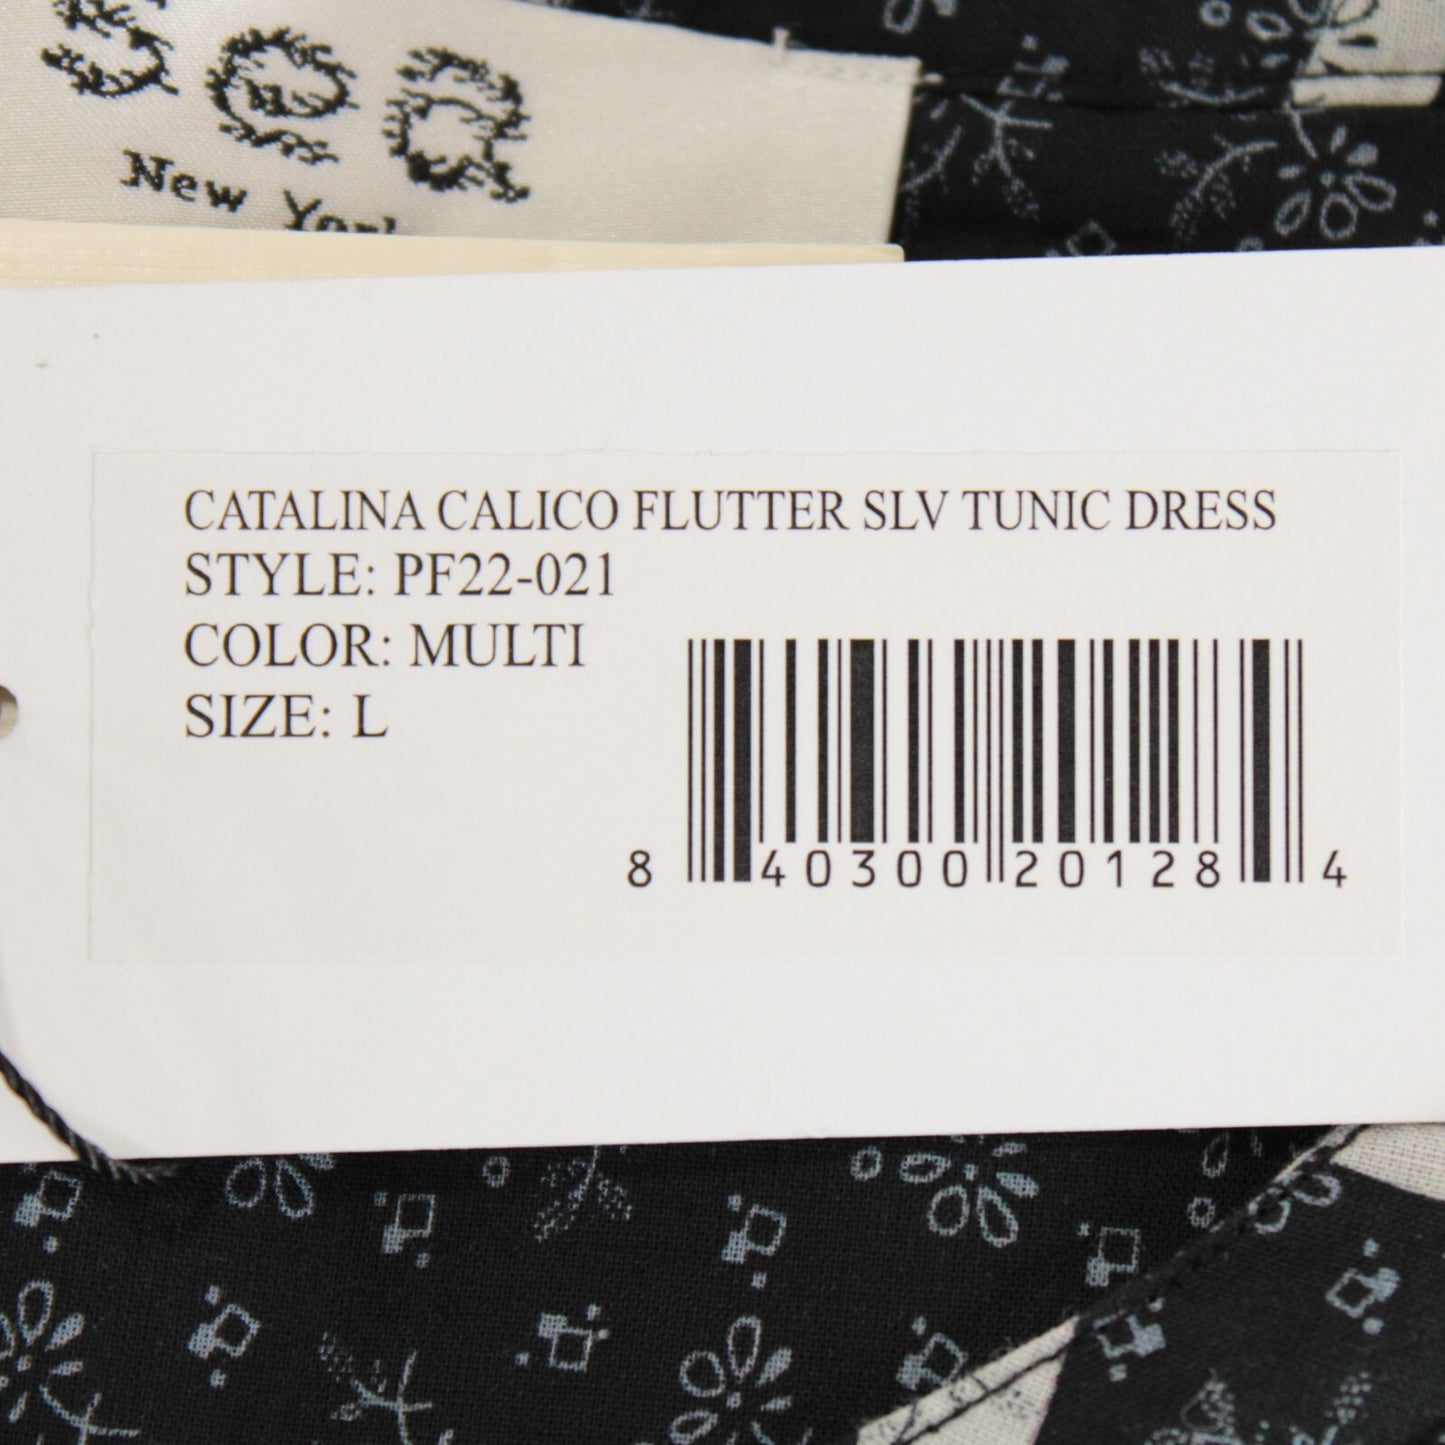 sea
New York
CATALINA CALICO FLUTTER SLV TUNIC DRESS
STYLE: PF22-021
COLOR: MULTI
SIZE: L
8 40300 20128 4